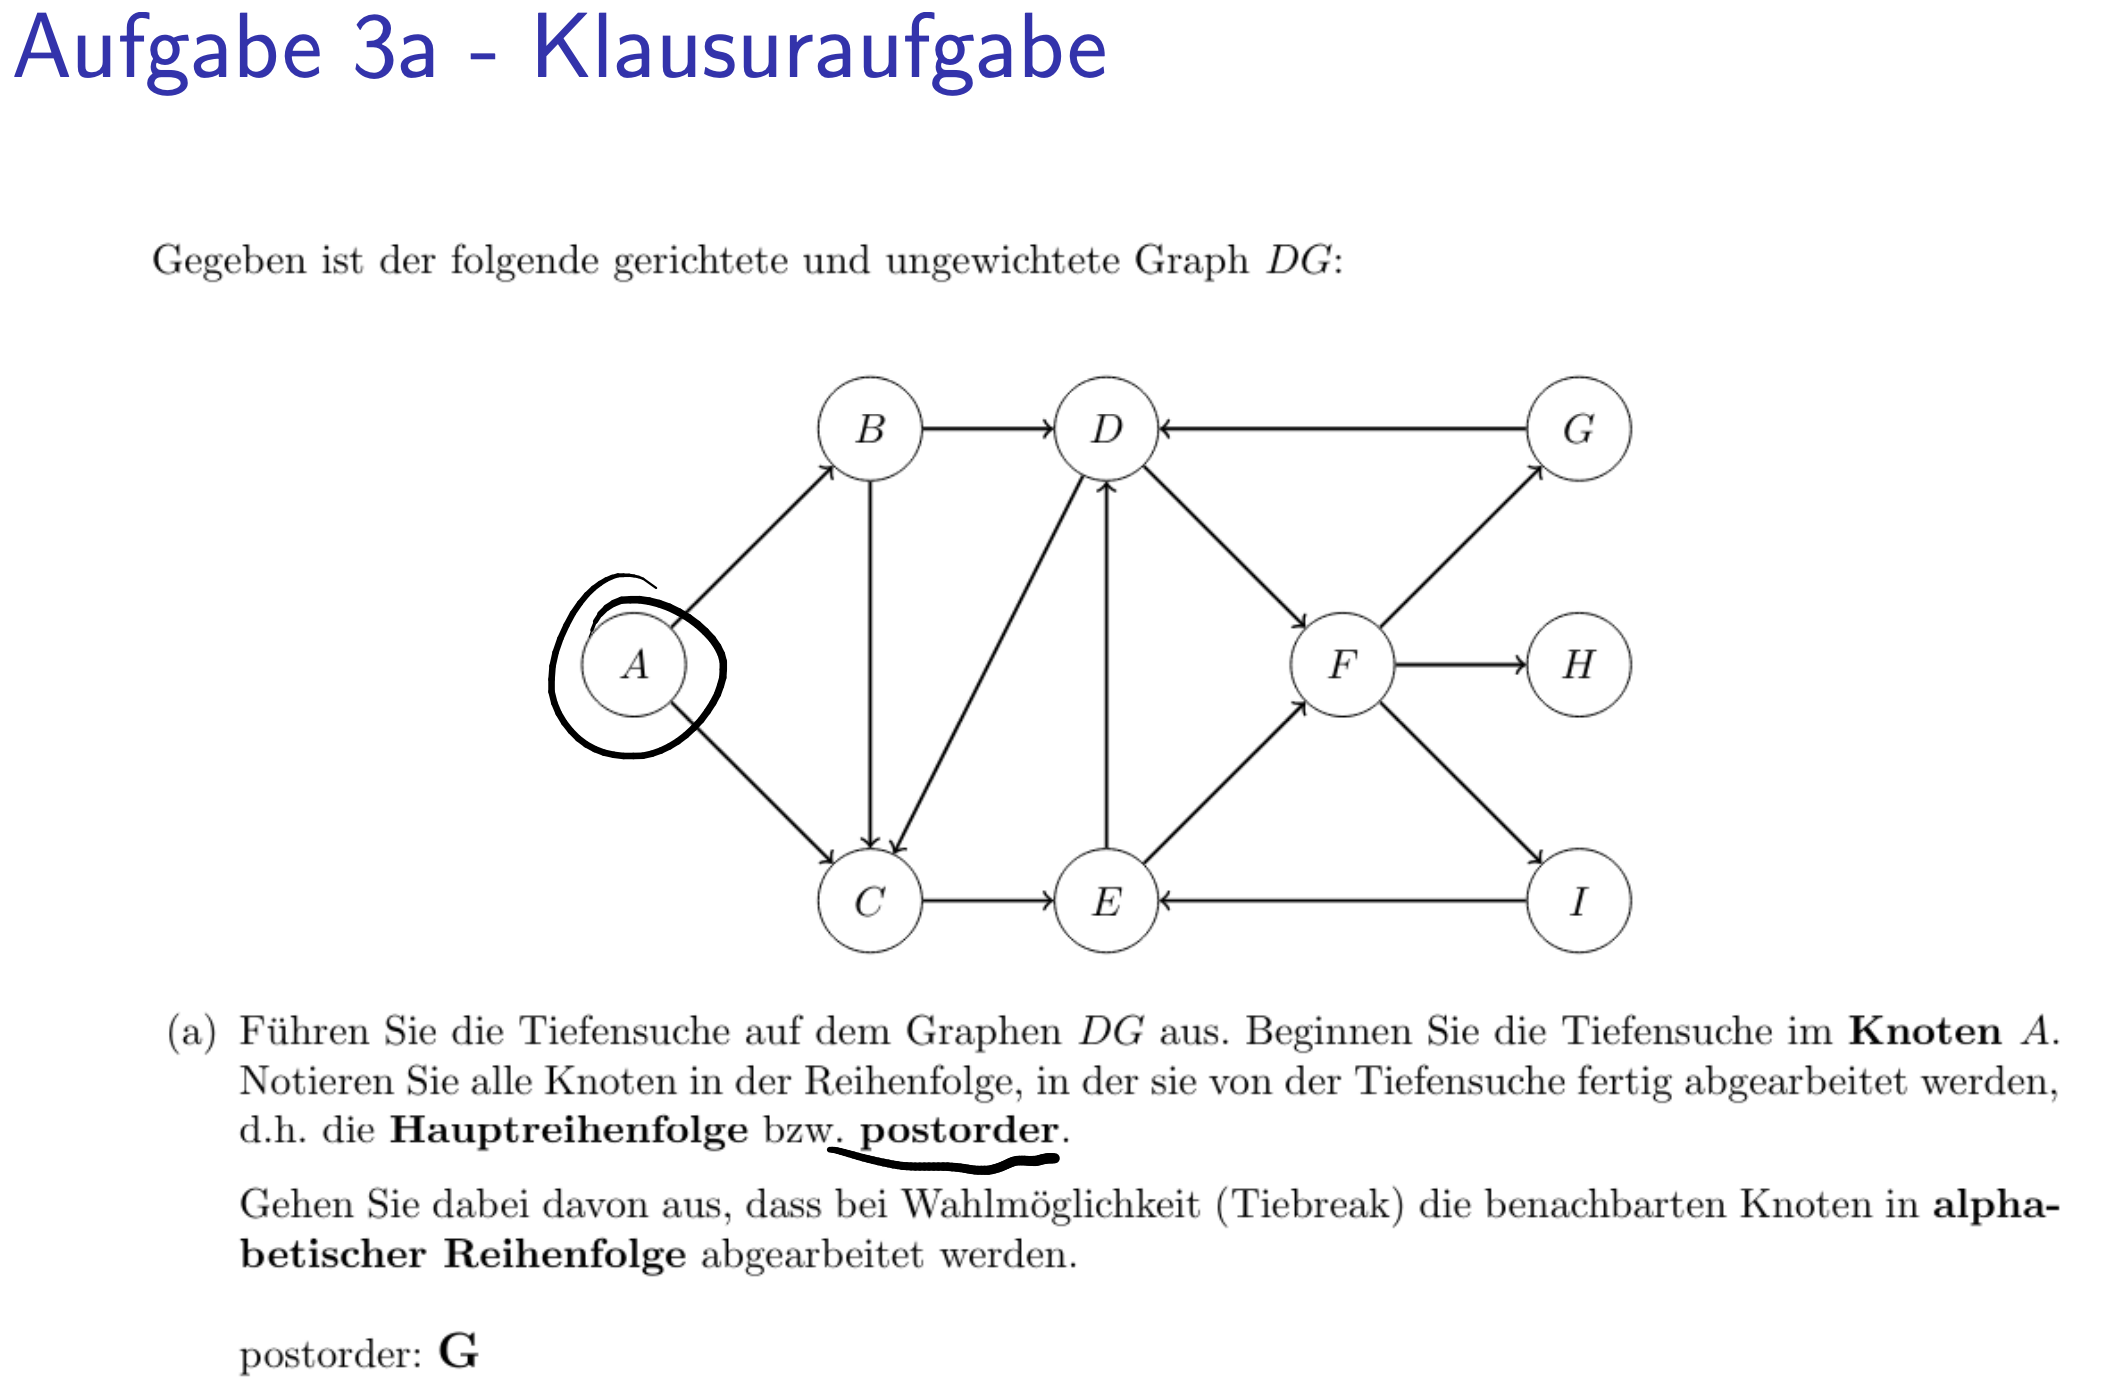 Aufgabe 3a - Klausuraufgabe
Gegeben ist der folgende gerichtete und ungewichtete Graph DG:
B D G
A F H
C E I
(a) Führen Sie die Tiefensuche auf dem Graphen DG aus. Beginnen Sie die Tiefensuche im Knoten A.
Notieren Sie alle Knoten in der Reihenfolge, in der sie von der Tiefensuche fertig abgearbeitet werden,
d.h. die Hauptreihenfolge bzw. postorder.
Gehen Sie dabei davon aus, dass bei Wahlmöglichkeit (Tiebreak) die benachbarten Knoten in alpha-
betischer Reihenfolge abgearbeitet werden.
postorder: G